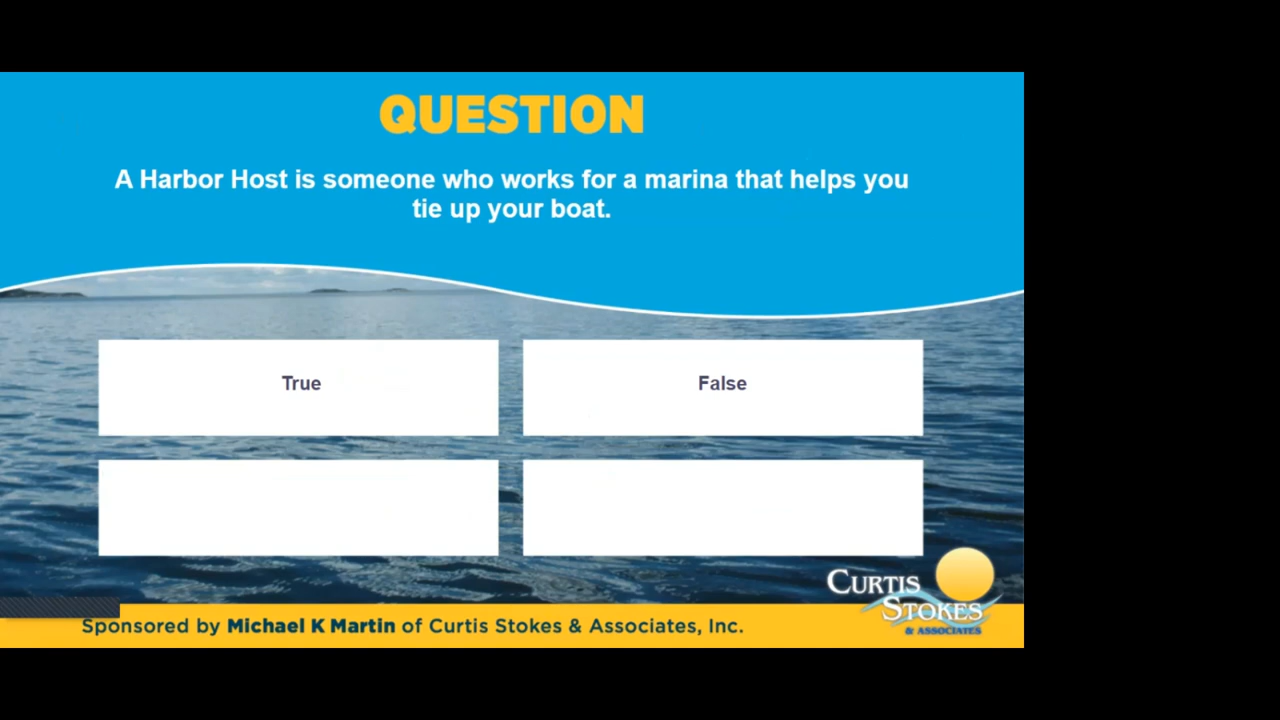 QUESTION
A Harbor Host is someone who works for a marina that helps you
tie up your boat.
True
False
CURTIS
STOKES
& ASSOCIATES
Sponsored by Michael K Martin of Curtis Stokes & Associates, Inc.